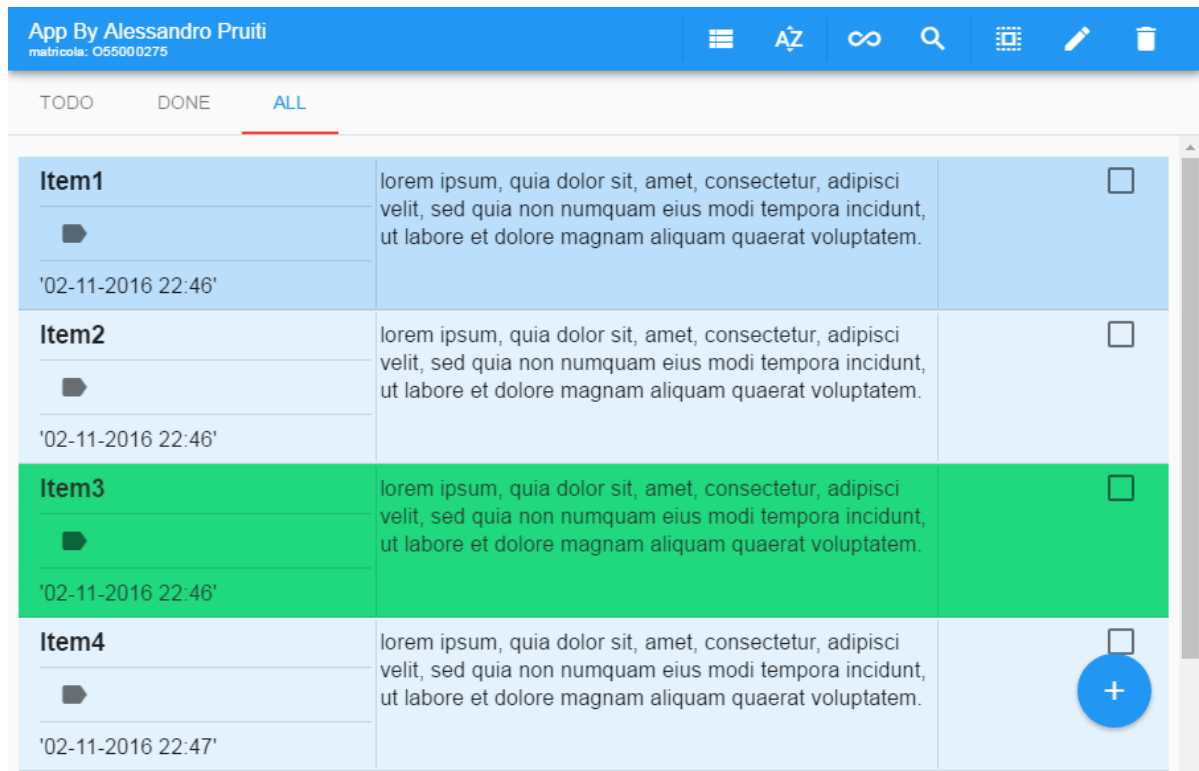 App By Alessandro Pruiti
matricola: O55000275
AZ
TODO DONE ALL
Item1
lorem ipsum, quia dolor sit, amet, consectetur, adipisci
velit, sed quia non numquam eius modi tempora incidunt,
ut labore et dolore magnam aliquam quaerat voluptatem.
'02-11-2016 22:46'
Item2
lorem ipsum, quia dolor sit, amet, consectetur, adipisci
velit, sed quia non numquam eius modi tempora incidunt,
ut labore et dolore magnam aliquam quaerat voluptatem.
'02-11-2016 22:46'
Item3
lorem ipsum, quia dolor sit, amet, consectetur, adipisci
velit, sed quia non numquam eius modi tempora incidunt,
ut labore et dolore magnam aliquam quaerat voluptatem.
'02-11-2016 22:46'
Item4
lorem ipsum, quia dolor sit, amet, consectetur, adipisci
velit, sed quia non numquam eius modi tempora incidunt,
ut labore et dolore magnam aliquam quaerat voluptatem.
'02-11-2016 22:47'